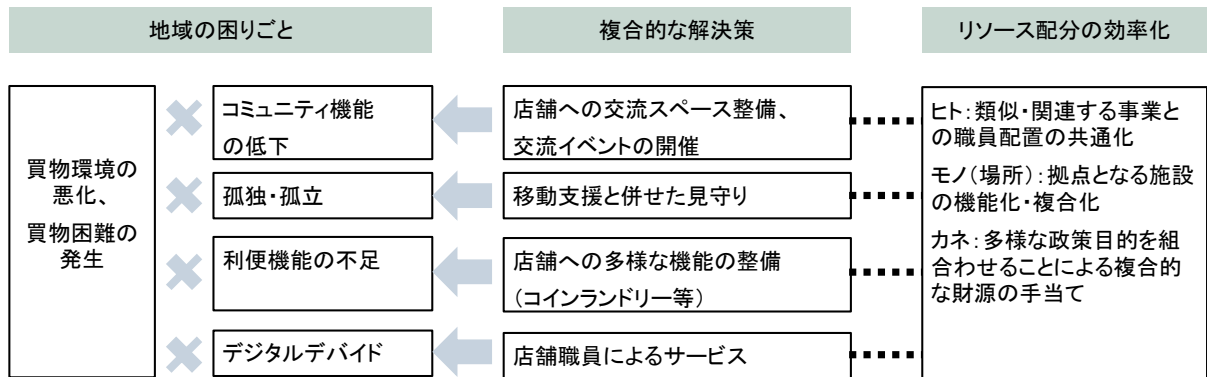 地域の困りごと
複合的な解決策
リソース配分の効率化
買物環境の
悪化、
買物困難の
発生
コミュニティ機能
の低下
店舗への交流スペース整備、
交流イベントの開催
孤独・孤立
移動支援と併せた見守り
利便機能の不足
店舗への多様な機能の整備
（コインランドリー等）
デジタルデバイド
店舗職員によるサービス
ヒト：類似・関連する事業と
の職員配置の共通化
モノ（場所）：拠点となる施設
の機能化・複合化
カネ：多様な政策目的を組
合わせることによる複合的
な財源の手当て